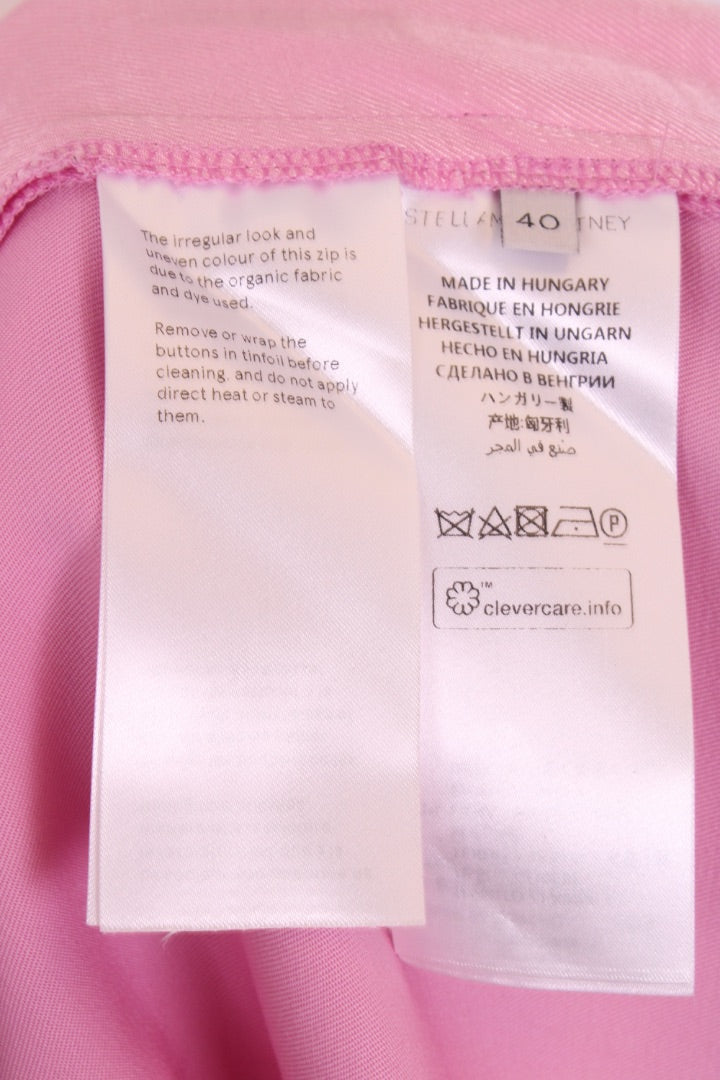 The irregular look and
uneven colour of this zip is
due to the organic fabric
and dye used.
Remove or wrap the
buttons in tinfoil before
cleaning. and do not apply
direct heat or steam to
them.
40
MADE IN HUNGARY
FABRIQUE EN HONGRIE
HERGESTELLT IN UNGARN
HECHO EN HUNGRIA
СДЕЛАНО В ВЕНГРИИ
ハンガリー製
产地:匈牙利
صنع في المجر
P
™
clevercare.info